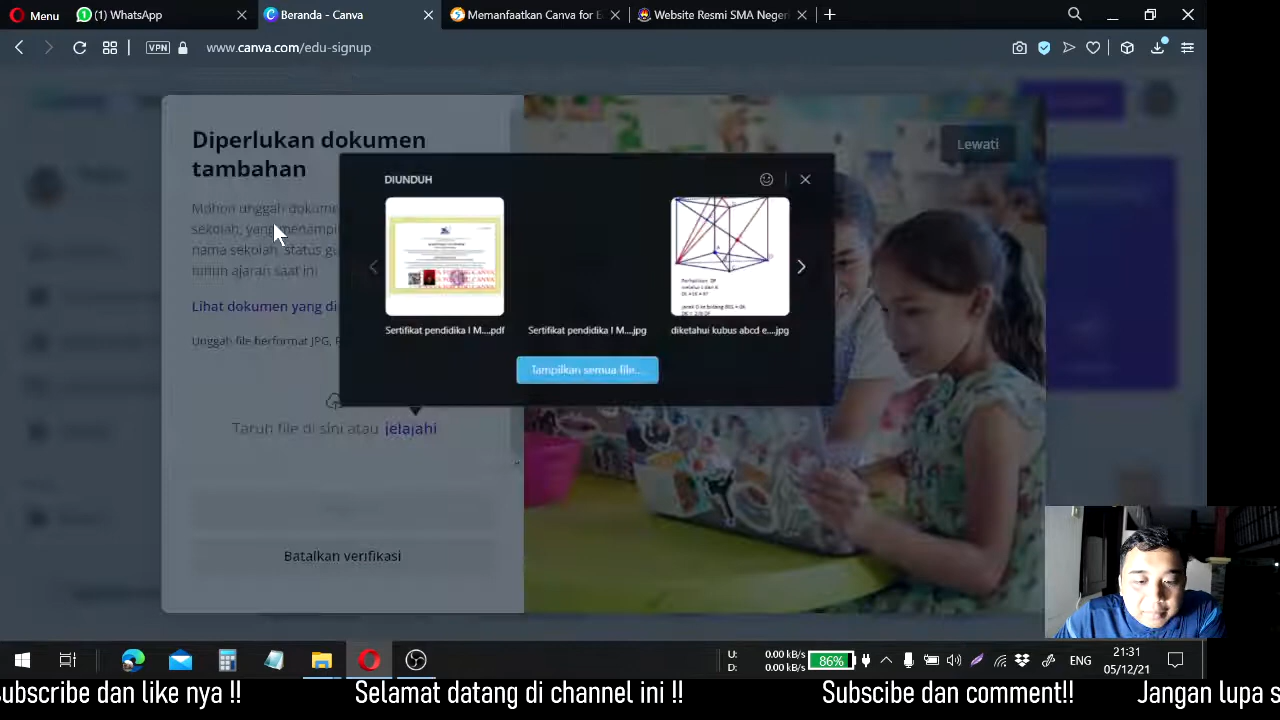 Menu
(1) WhatsApp
Beranda - Canva
Memanfaatkan Canva for E
Website Resmi SMA Negeri
VPN
www.canva.com/edu-signup
Diperlukan dokumen
tambahan
Lewati
Mohon unggah dokume
sekolah, yang menampi
nama sekolah, status gu
ajaran saat ini
Lihat dokumen yang di
Unggah file berformat JPG, P
DIUNDUH
Sertifikat pendidika I M....pdf
Sertifikat pendidika I M....jpg
diketahui kubus abcd e....jpg
Tampilkan semua file...
Taruh file di sini atau jelajahi
Batalkan verifikasi
U: 0.00 kB/s
D: 0.00 kB/s
86%
ENG
21:31
05/12/21
subscribe dan like nya !!
Selamat datang di channel ini !!
Subscibe dan comment!!
Jangan lupa s